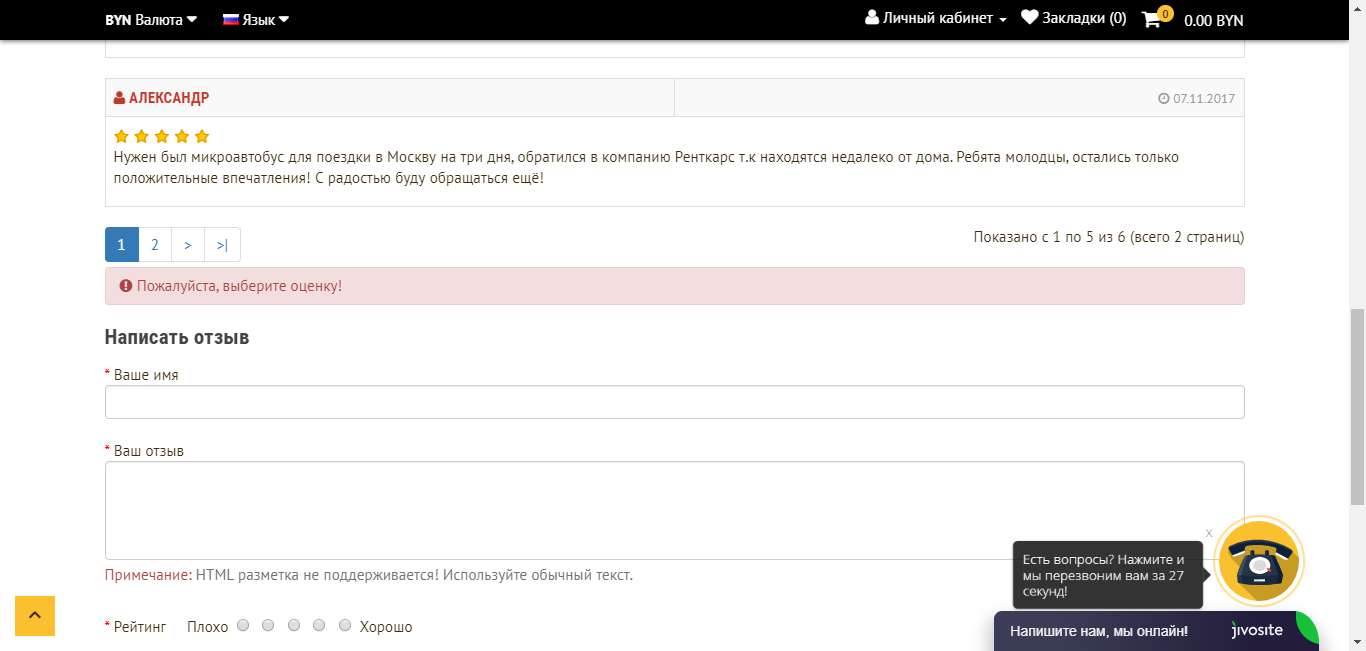 BYN Валюта Язык Личный кабинет Закладки (0) 0 0.00 BYN
АЛЕКСАНДР 07.11.2017
Нужен был микроавтобус для поездки в Москву на три дня, обратился в компанию Ренткарс т.к находятся недалеко от дома. Ребята молодцы, остались только
положительные впечатления! С радостью буду обращаться ещё!
1 2 > >| Показано с 1 по 5 из 6 (всего 2 страниц)
Пожалуйста, выберите оценку!
Написать отзыв
* Ваше имя
* Ваш отзыв
x
Есть вопросы? Нажмите и
мы перезвоним вам за 27
секунд!
Примечание: HTML разметка не поддерживается! Используйте обычный текст.
* Рейтинг Плохо Хорошо
Напишите нам, мы онлайн! jivosite